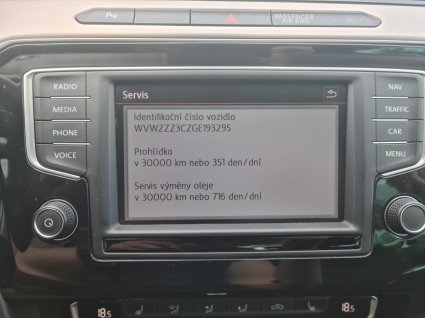 P
PASSENGER
AIR BAG
RADIO
MEDIA
PHONE
VOICE
Servis
Identifikační číslo vozidla
WVWZZZ3CZGE193295
Prohlídka
v 30000 km nebo 351 den/dní
Servis výměny oleje
v 30000 km nebo 716 den/dní
NAV
TRAFFIC
CAR
MENU
18.5
18.5